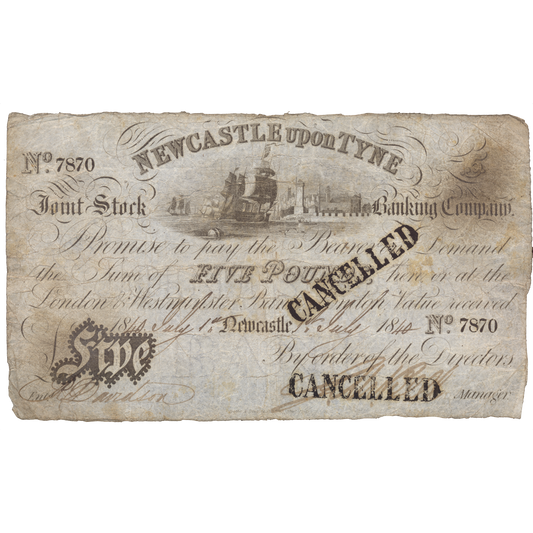 NEWCASTLE upon TYNE
No. 7870
Joint Stock Banking Company.
I Promise to pay the Bearer on Demand
the Sum of FIVE POUNDS here or at the
London & Westminster Bank Value received
1840 July 1st Newcastle, 1st July 1840 No 7870
Five By order of the Directors
CANCELLED
CANCELLED
Entd Davidson Manager